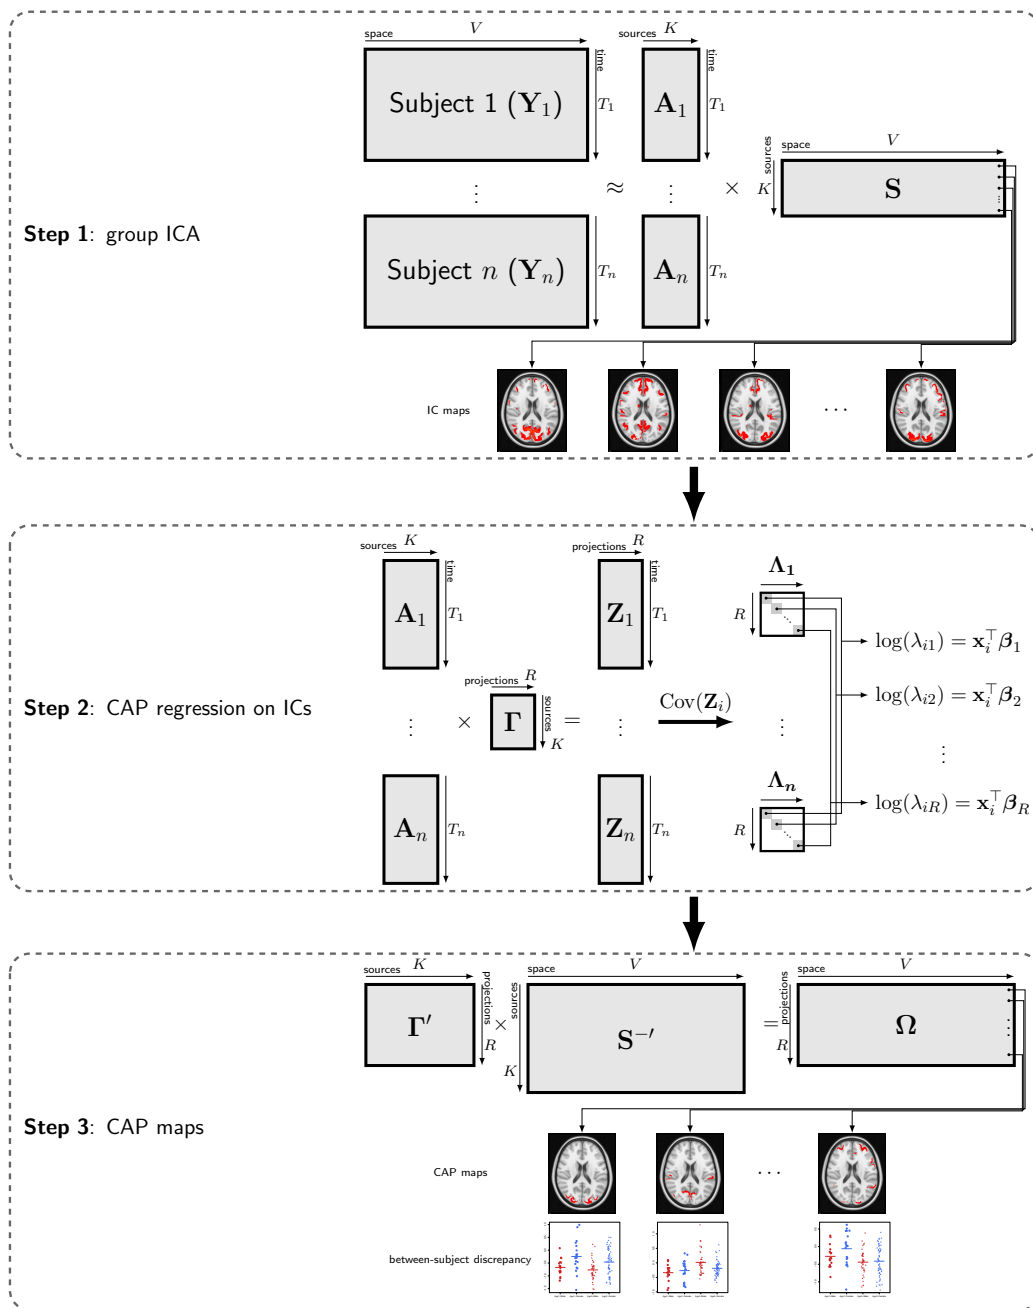 space V
sources K
time
T1
time
T1
Subject 1 (Y1)
A1
space V
sources
K
S
⋮ ≈ ⋮ ×
Step 1: group ICA
Subject n (Yn)
Tn
An
Tn
IC maps
...
sources K
projections R
time
T1
time
T1
A1
Z1
Λ1
R
log(λi1) = xi⊤β1
projections R
sources
K
Step 2: CAP regression on ICs
⋮ × Γ = ⋮
Cov(Zi)
⋮
log(λi2) = xi⊤β2
⋮
An
Tn
Zn
Tn
Λn
R
log(λiR) = xi⊤βR
sources K
projections
R
space V
sources
K
space V
projections
R
Γ′ × S−′ = Ω
Step 3: CAP maps
CAP maps
...
between-subject discrepancy